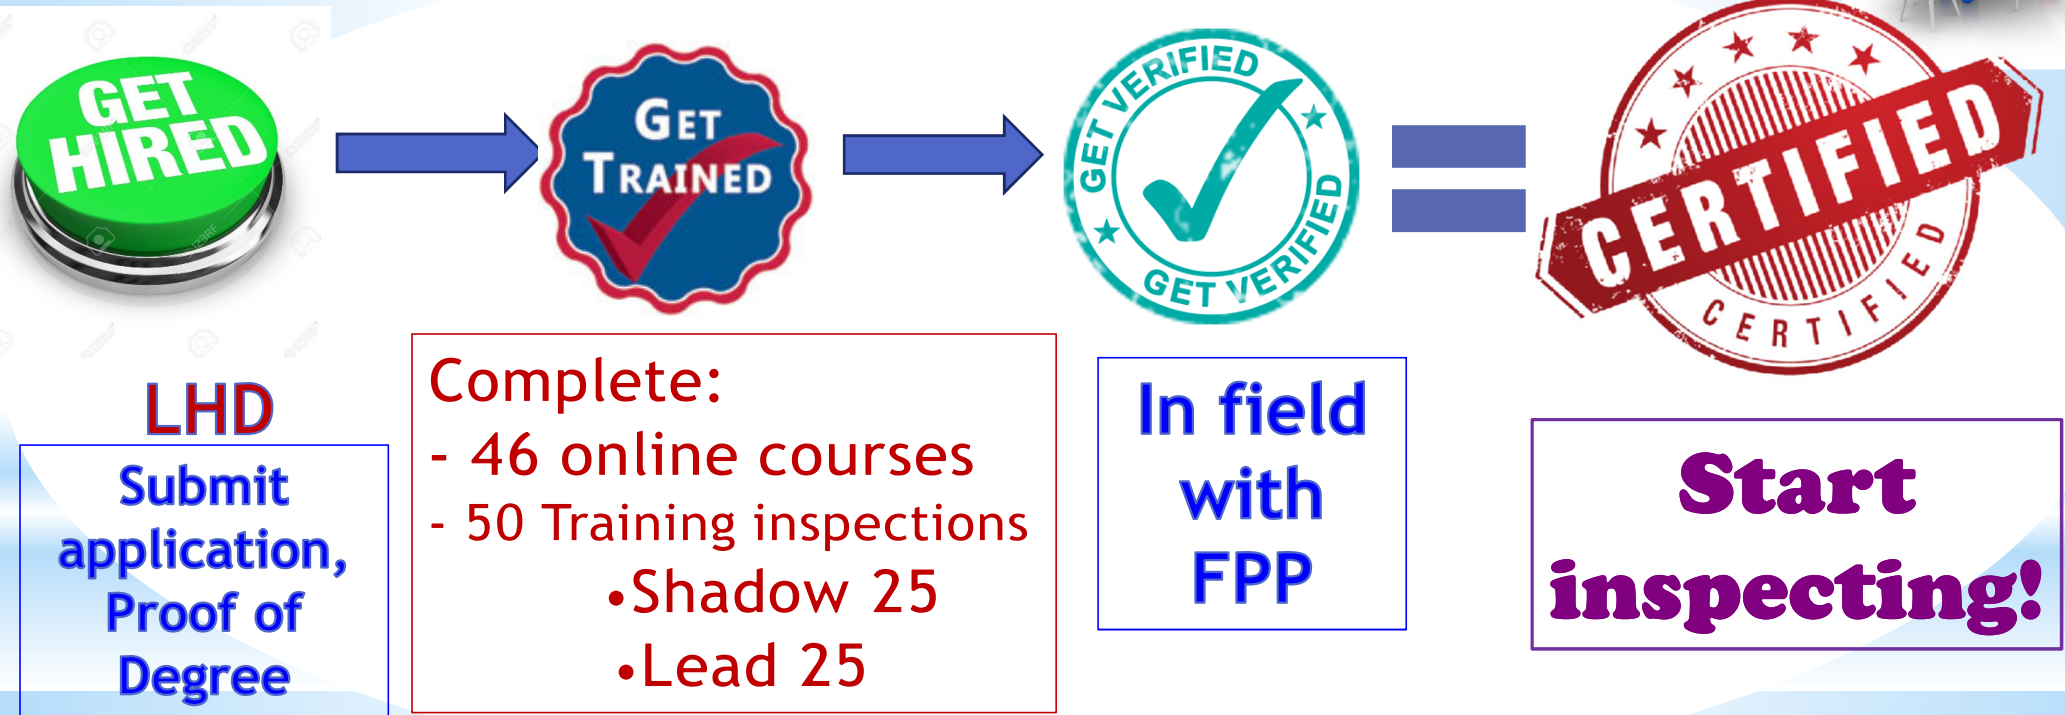 GET
HIRED
GET
TRAINED
GET VERIFIED
GET VERIFIED
CERTIFIED
CERTIFIED
LHD
Submit
application,
Proof of
Degree
Complete:
- 46 online courses
- 50 Training inspections
•Shadow 25
•Lead 25
In field
with
FPP
Start
inspecting!